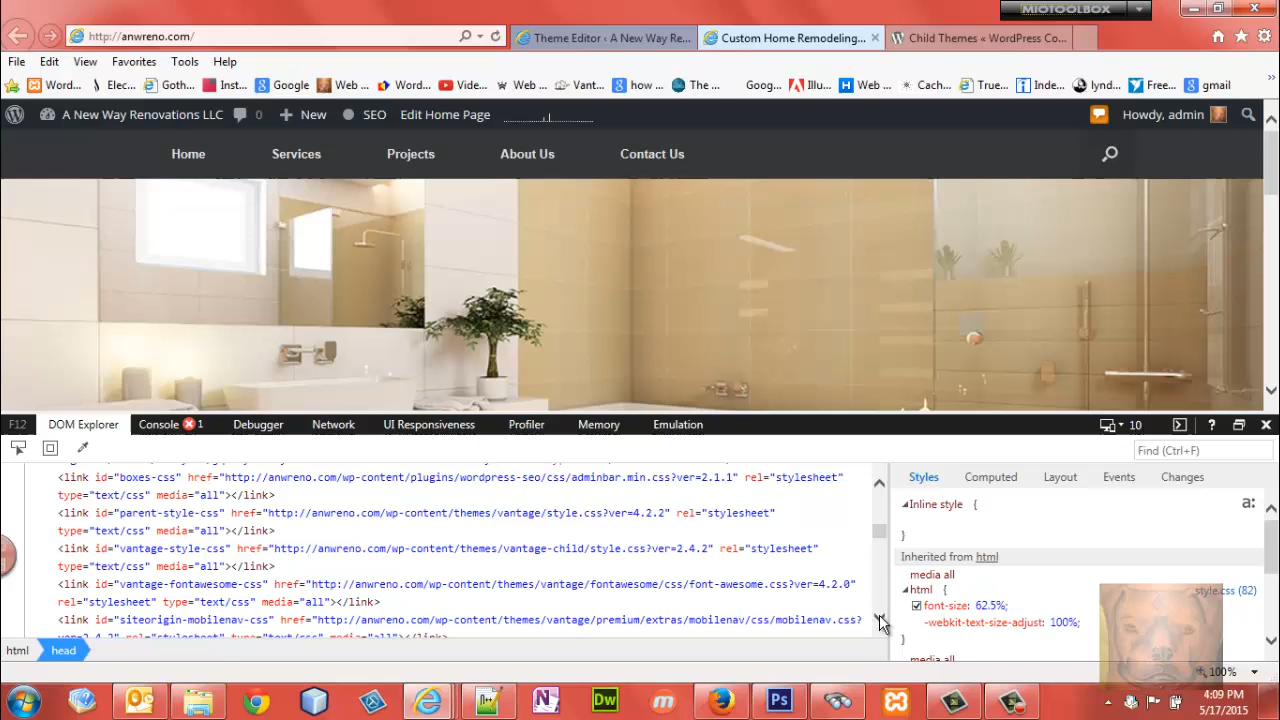 MIOTOOLBOX
http://anwreno.com/
Theme Editor ‹ A New Way Re...
Custom Home Remodeling...
Child Themes « WordPress Co...
File Edit View Favorites Tools Help
Word... Elec... Goth... Inst... Google Web ... Word... Vide... Web ... Vant... how ... The ... Goog... Illu... Web ... Cach... True... Inde... lynd... Free... gmail
A New Way Renovations LLC 0 New SEO Edit Home Page Howdy, admin
Home Services Projects About Us Contact Us
F12 DOM Explorer Console 1 Debugger Network UI Responsiveness Profiler Memory Emulation 10
Find (Ctrl+F)
<link id="boxes-css" href="http://anwreno.com/wp-content/plugins/wordpress-seo/css/adminbar.min.css?ver=2.1.1" rel="stylesheet"
type="text/css" media="all"></link>
<link id="parent-style-css" href="http://anwreno.com/wp-content/themes/vantage/style.css?ver=4.2.2" rel="stylesheet"
type="text/css" media="all"></link>
<link id="vantage-style-css" href="http://anwreno.com/wp-content/themes/vantage-child/style.css?ver=2.4.2" rel="stylesheet"
type="text/css" media="all"></link>
<link id="vantage-fontawesome-css" href="http://anwreno.com/wp-content/themes/vantage/fontawesome/css/font-awesome.css?ver=4.2.0"
rel="stylesheet" type="text/css" media="all"></link>
<link id="siteorigin-mobilenav-css" href="http://anwreno.com/wp-content/themes/vantage/premium/extras/mobilenav/css/mobilenav.css?
ver=2.4.2" rel="stylesheet" type="text/css" media="all"></link>
html head
Styles Computed Layout Events Changes
Inline style {
a:
}
Inherited from html
media all
html { style.css (82)
font-size: 62.5%;
-webkit-text-size-adjust: 100%;
}
media all
100%
4:09 PM
5/17/2015